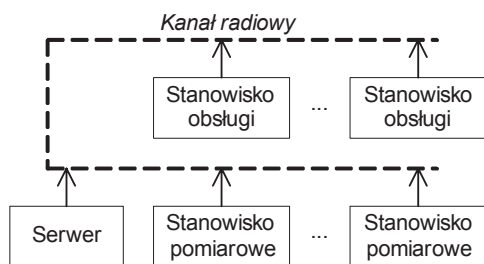 Kanał radiowy
Stanowisko
obsługi
...
Stanowisko
obsługi
Serwer
Stanowisko
pomiarowe
...
Stanowisko
pomiarowe